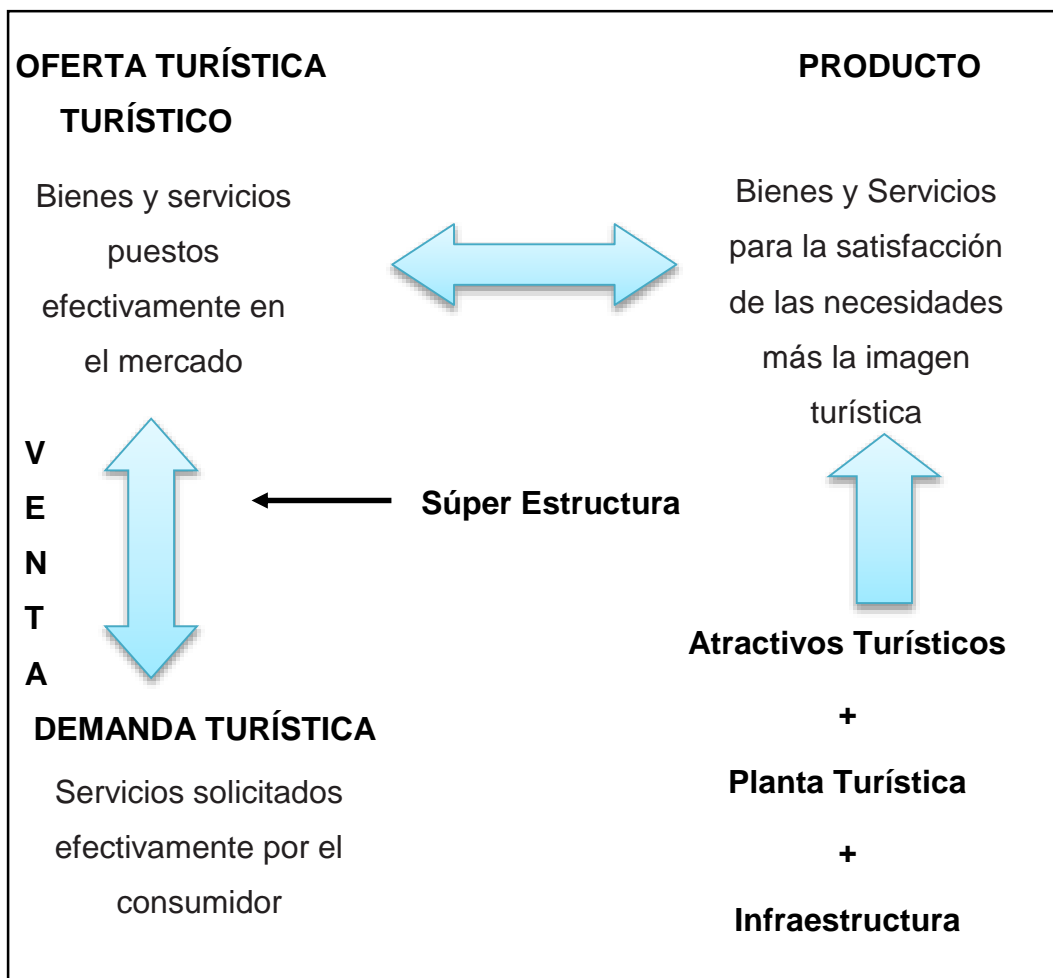 OFERTA TURÍSTICA PRODUCTO
TURÍSTICO
Bienes y servicios
puestos
efectivamente en
el mercado
Bienes y Servicios
para la satisfacción
de las necesidades
más la imagen
turística
V
E
N
T
A
Súper Estructura
DEMANDA TURÍSTICA
Servicios solicitados
efectivamente por el
consumidor
Atractivos Turísticos
+
Planta Turística
+
Infraestructura